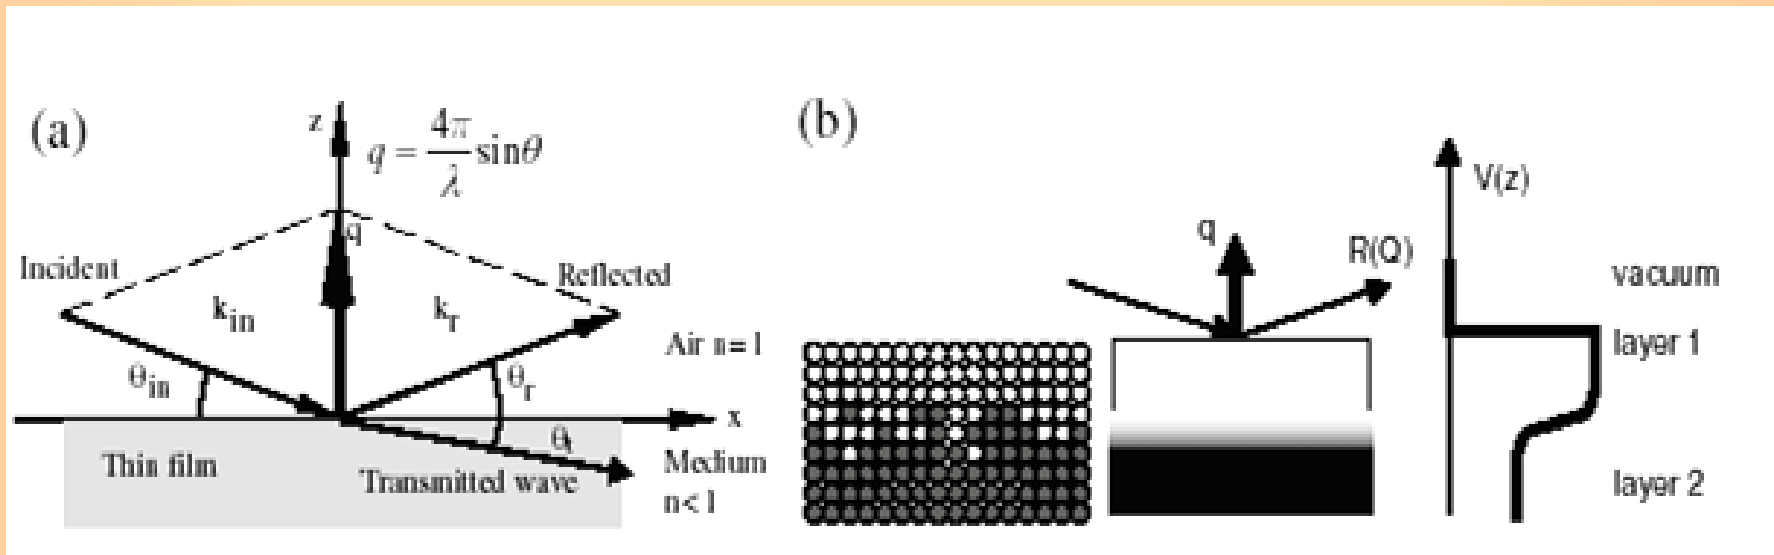 (a)
z
q = 4π/λ sinθ
q
Incident
Reflected
k_in
k_r
Air n=1
θ_in
θ_r
x
θ_t
Thin film
Transmitted wave
Medium
n<1
(b)
V(z)
q
R(Q)
vacuum
layer 1
layer 2